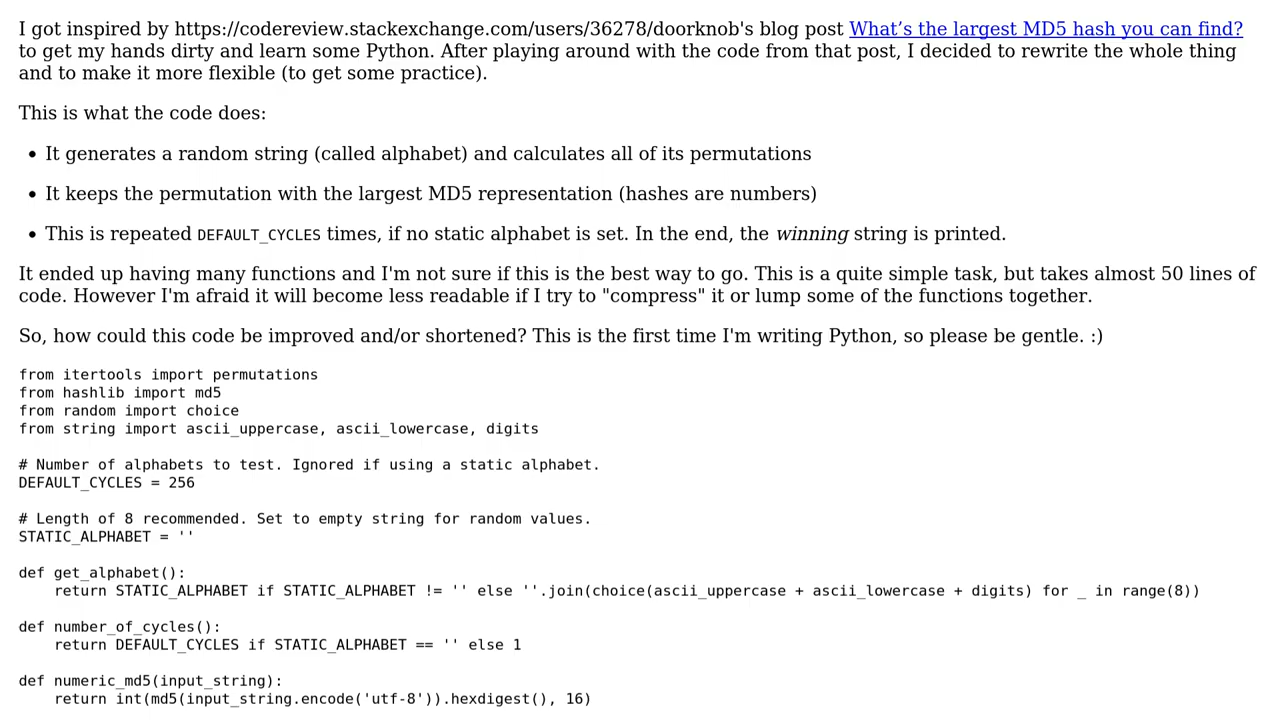 I got inspired by https://codereview.stackexchange.com/users/36278/doorknob's blog post What’s the largest MD5 hash you can find?
to get my hands dirty and learn some Python. After playing around with the code from that post, I decided to rewrite the whole thing
and to make it more flexible (to get some practice).
This is what the code does:
• It generates a random string (called alphabet) and calculates all of its permutations
• It keeps the permutation with the largest MD5 representation (hashes are numbers)
• This is repeated DEFAULT_CYCLES times, if no static alphabet is set. In the end, the winning string is printed.
It ended up having many functions and I'm not sure if this is the best way to go. This is a quite simple task, but takes almost 50 lines of
code. However I'm afraid it will become less readable if I try to "compress" it or lump some of the functions together.
So, how could this code be improved and/or shortened? This is the first time I'm writing Python, so please be gentle. :)
from itertools import permutations
from hashlib import md5
from random import choice
from string import ascii_uppercase, ascii_lowercase, digits
# Number of alphabets to test. Ignored if using a static alphabet.
DEFAULT_CYCLES = 256
# Length of 8 recommended. Set to empty string for random values.
STATIC_ALPHABET = ''
def get_alphabet():
    return STATIC_ALPHABET if STATIC_ALPHABET != '' else ''.join(choice(ascii_uppercase + ascii_lowercase + digits) for _ in range(8))
def number_of_cycles():
    return DEFAULT_CYCLES if STATIC_ALPHABET == '' else 1
def numeric_md5(input_string):
    return int(md5(input_string.encode('utf-8')).hexdigest(), 16)